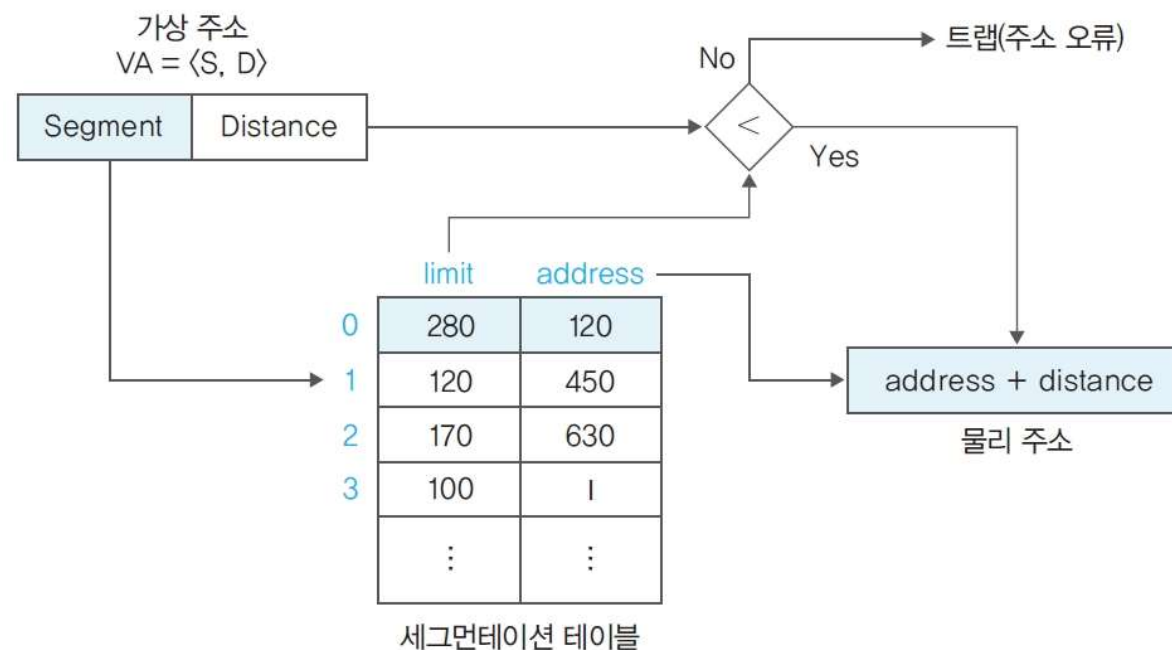 가상 주소
VA = ⟨S, D⟩
Segment Distance
No
트랩(주소 오류)
<
Yes
limit address
0 280 120
1 120 450
2 170 630
3 100 I
⋮ ⋮
세그먼테이션 테이블
address + distance
물리 주소